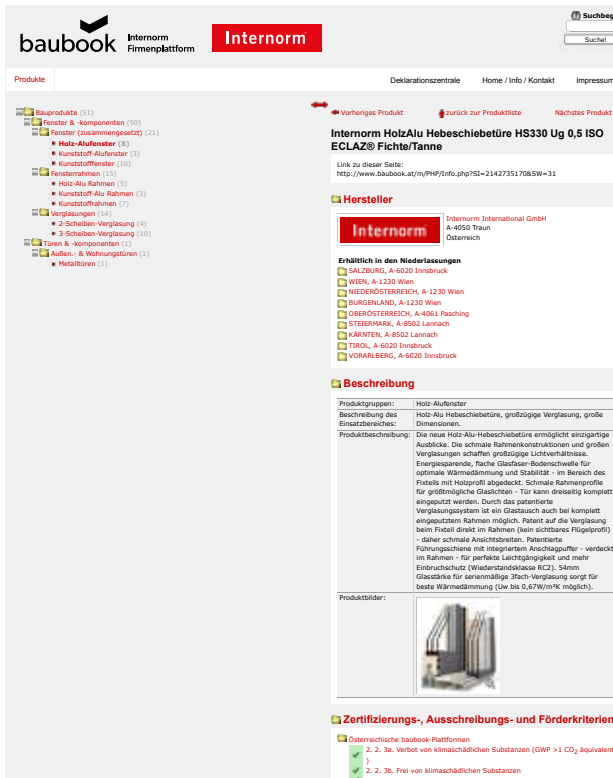 baubook
Internorm
Firmenplattform
Internorm
Suchbeg
Suche!
Produkte
Deklarationszentrale Home / Info / Kontakt Impressum
Bauprodukte (51)
Fenster & -komponenten (50)
Fenster (zusammengesetzt) (21)
Holz-Alufenster (8)
Kunststoff-Alufenster (3)
Kunststofffenster (10)
Fensterrahmen (15)
Holz-Alu Rahmen (5)
Kunststoff-Alu Rahmen (3)
Kunststoffrahmen (7)
Verglasungen (14)
2-Scheiben-Verglasung (4)
3-Scheiben-Verglasung (10)
Türen & -komponenten (1)
Außen.- & Wohnungstüren (1)
Metalltüren (1)
Vorheriges Produkt zurück zur Produktliste Nächstes Produkt
Internorm HolzAlu Hebeschiebetüre HS330 Ug 0,5 ISO
ECLAZ® Fichte/Tanne
Link zu dieser Seite:
http://www.baubook.at/m/PHP/Info.php?SI=2142735170&SW=31
Hersteller
Internorm
Internorm International GmbH
A-4050 Traun
Österreich
Erhältlich in den Niederlassungen
SALZBURG, A-6020 Innsbruck
WIEN, A-1230 Wien
NIEDERÖSTERREICH, A-1230 Wien
BURGENLAND, A-1230 Wien
OBERÖSTERREICH, A-4061 Pasching
STEIERMARK, A-8502 Lannach
KÄRNTEN, A-8502 Lannach
TIROL, A-6020 Innsbruck
VORARLBERG, A-6020 Innsbruck
Beschreibung
Produktgruppen: Holz-Alufenster
Beschreibung des Einsatzbereiches: Holz-Alu Hebeschiebetüre, großzügige Verglasung, große
Dimensionen.
Produktbeschreibung: Die neue Holz-Alu-Hebeschiebetüre ermöglicht einzigartige
Ausblicke. Die schmale Rahmenkonstruktionen und großen
Verglasungen schaffen großzügige Lichtverhältnisse.
Energiesparende, flache Glasfaser-Bodenschwelle für
optimale Wärmedämmung und Stabilität - im Bereich des
Fixteils mit Holzprofil abgedeckt. Schmale Rahmenprofile
für größtmögliche Glaslichten - Tür kann dreiseitig komplett
eingeputzt werden. Durch das patentierte
Verglasungssystem ist ein Glastausch auch bei komplett
eingeputztem Rahmen möglich. Patent auf die Verglasung
beim Fixteil direkt im Rahmen (kein sichtbares Flügelprofil)
- daher schmale Ansichtsbreiten. Patentierte
Führungsschiene mit integriertem Anschlagpuffer - verdeckt
im Rahmen - für perfekte Leichtgängigkeit und mehr
Einbruchschutz (Wiederstandsklasse RC2). 54mm
Glasstärke für serienmäßige 3fach-Verglasung sorgt für
beste Wärmedämmung (Uw bis 0,67W/m²K möglich).
Produktbilder:
Zertifizierungs-, Ausschreibungs- und Förderkriterien
Österreichische baubook-Plattformen
2. 2. 3a. Verbot von klimaschädlichen Substanzen (GWP >1 CO₂ äquivalent
)
2. 2. 3b. Frei von klimaschädlichen Substanzen